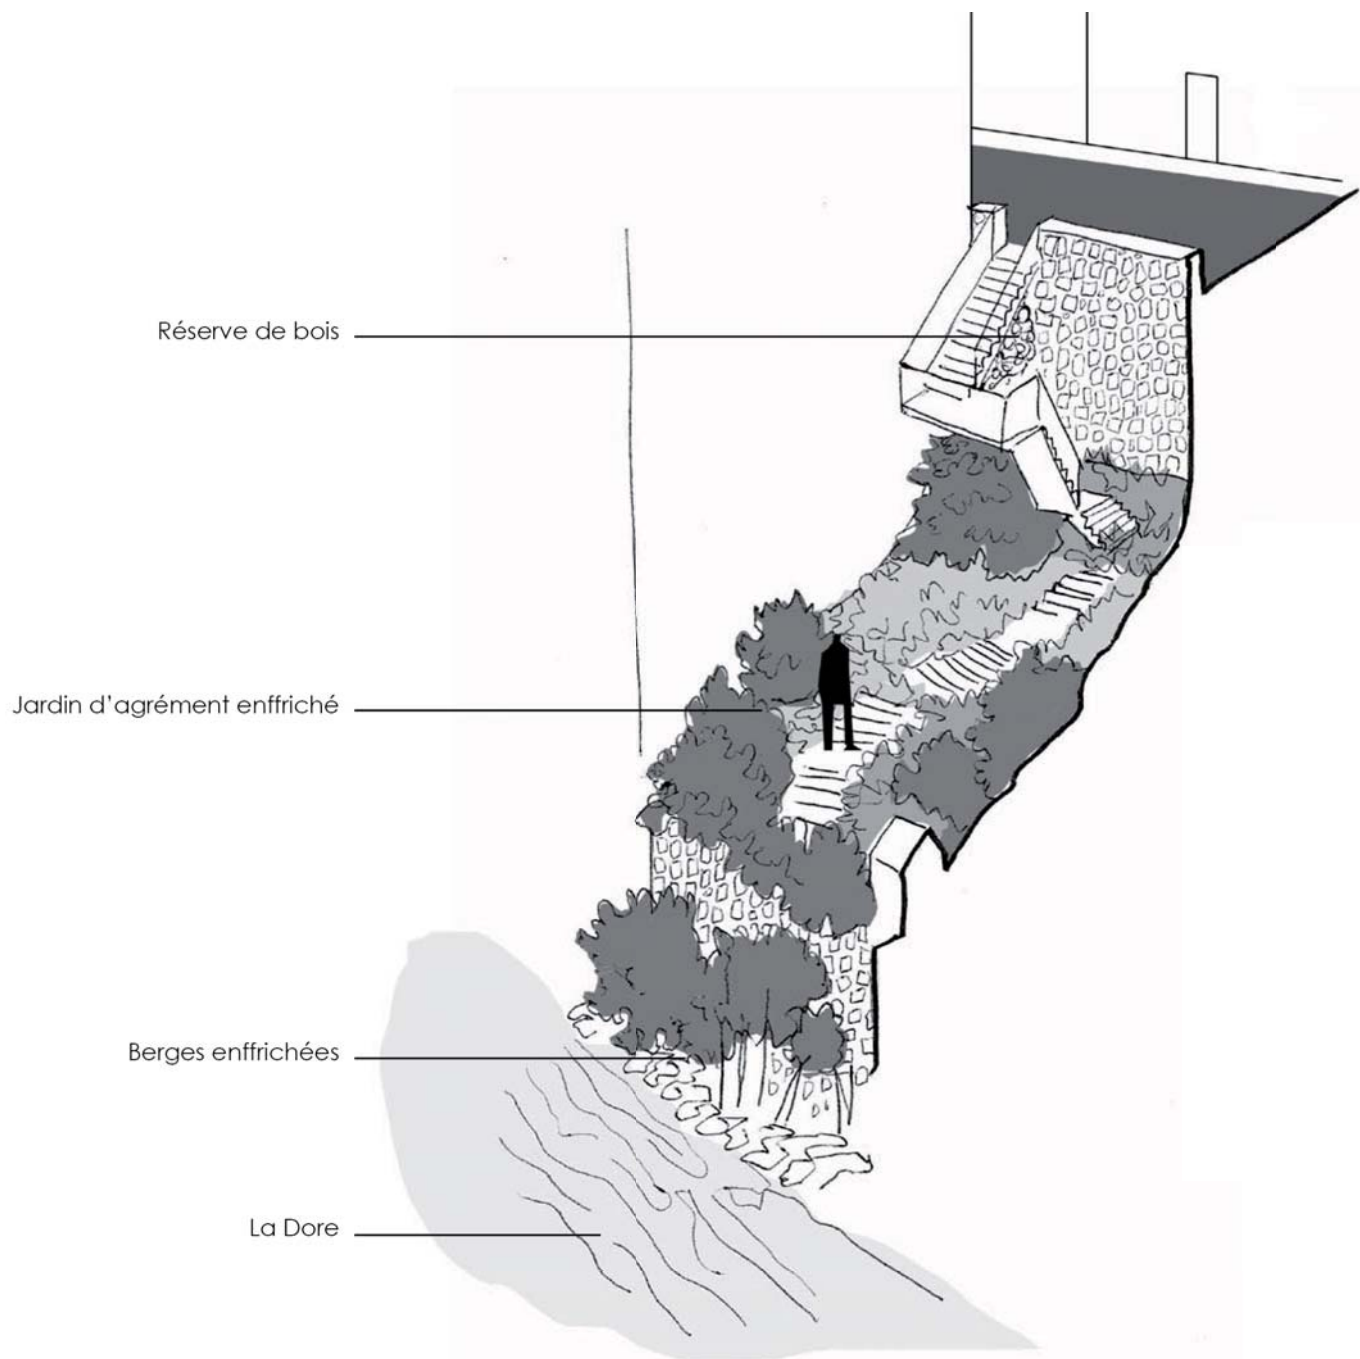 Réserve de bois
Jardin d'agrément enffriché
Berges enffrichées
La Dore